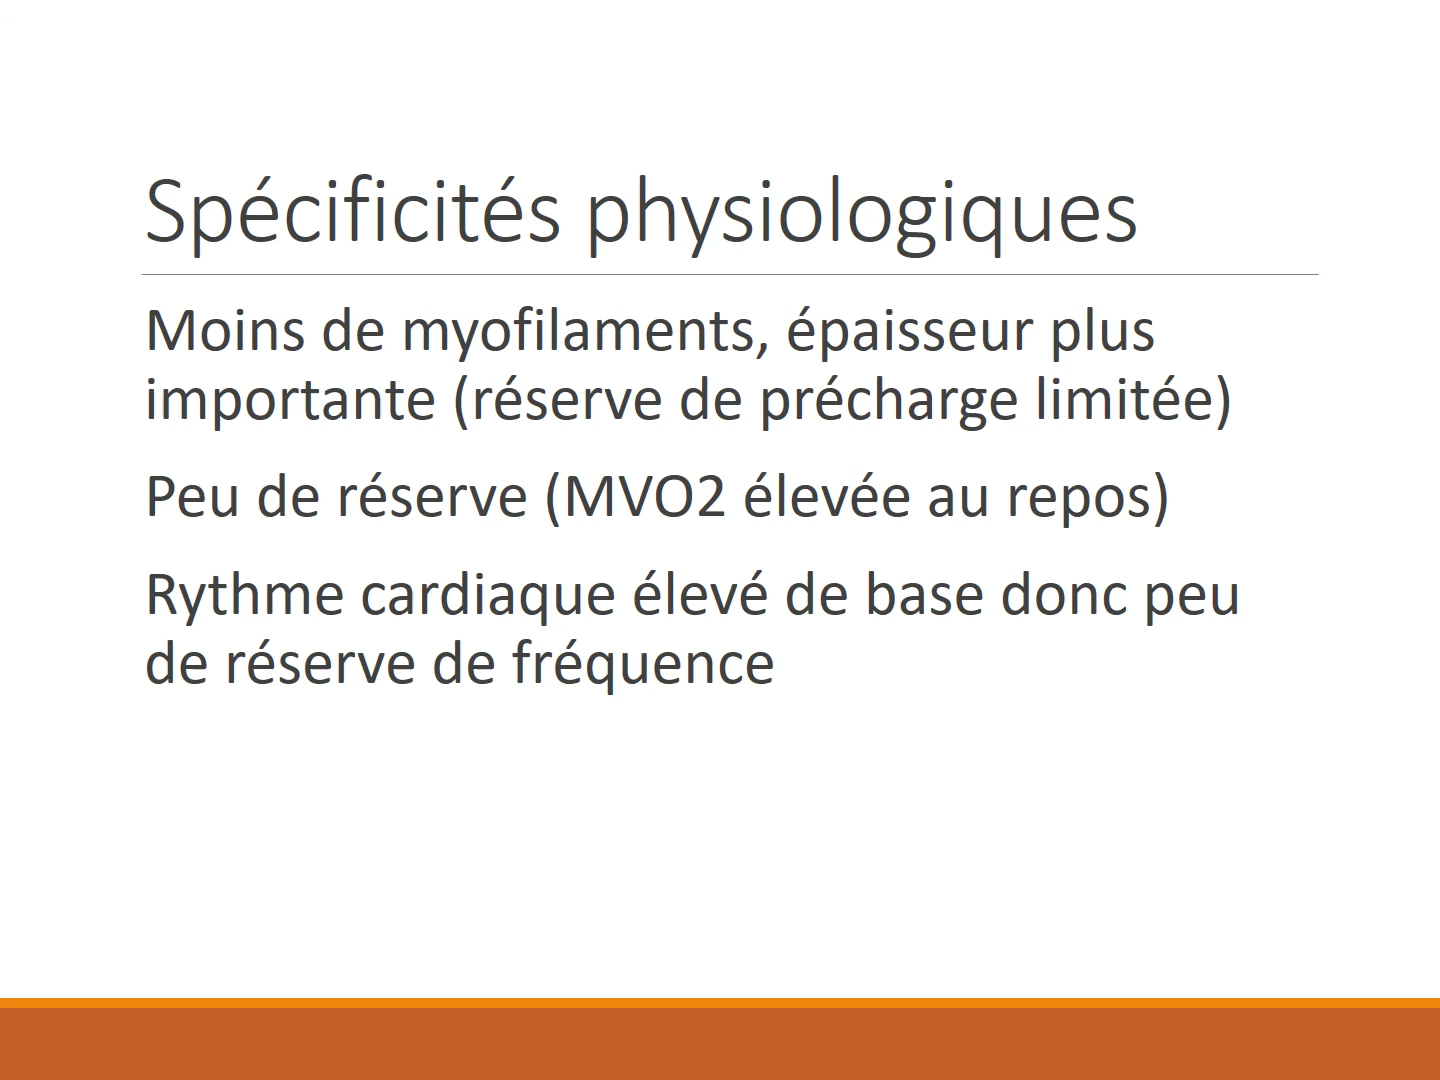 Spécificités physiologiques
Moins de myofilaments, épaisseur plus
importante (réserve de précharge limitée)
Peu de réserve (MVO2 élevée au repos)
Rythme cardiaque élevé de base donc peu
de réserve de fréquence